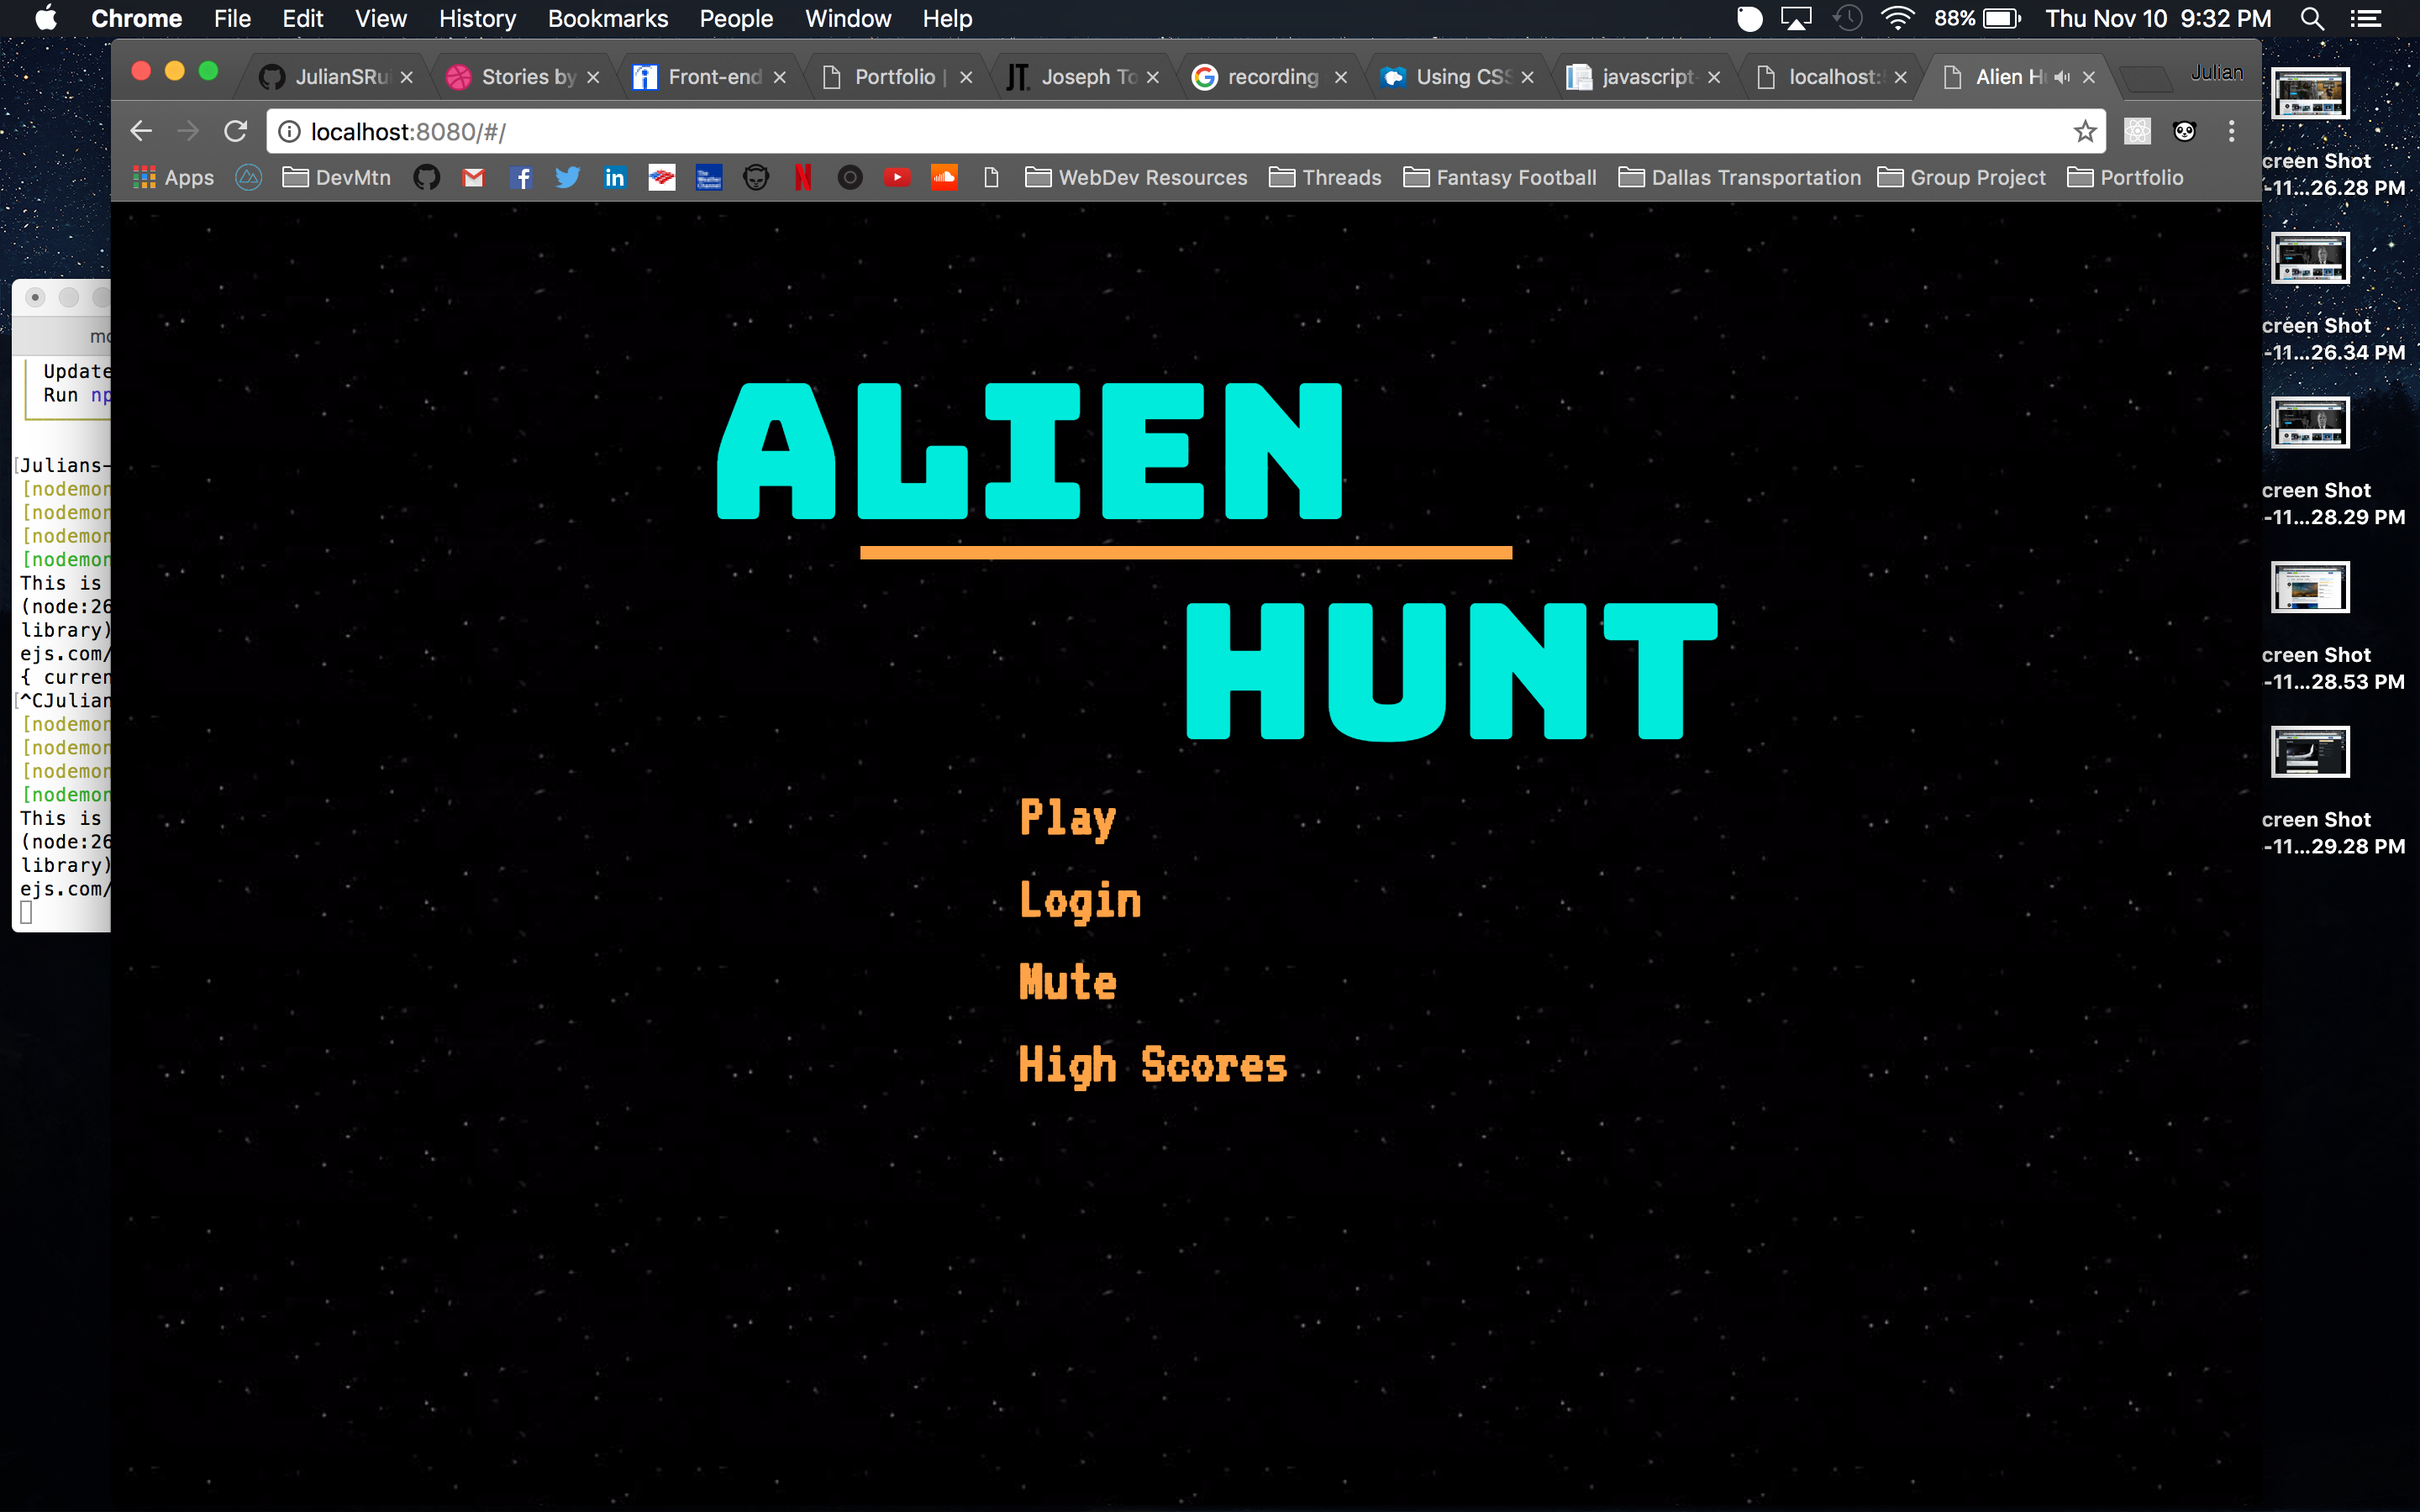 Chrome File Edit View History Bookmarks People Window Help 88% Thu Nov 10 9:32 PM
JulianSRui Stories by Front-end Portfolio | JT. Joseph To recording Using CSS javascript- localhost: Alien H Julian
localhost:8080/#/
Apps DevMtn WebDev Resources Threads Fantasy Football Dallas Transportation Group Project Portfolio
creen Shot
-11...26.28 PM
creen Shot
-11...26.34 PM
creen Shot
-11...28.29 PM
creen Shot
-11...28.53 PM
creen Shot
-11...29.28 PM
mo
Update
Run np
Julians-
[nodemon
[nodemon
[nodemon
[nodemon
This is
(node:26
library)
ejs.com/
{ curren
^CJulian
[nodemon
[nodemon
[nodemon
[nodemon
This is
(node:26
library)
ejs.com/
ALIEN
HUNT
Play
Login
Mute
High Scores